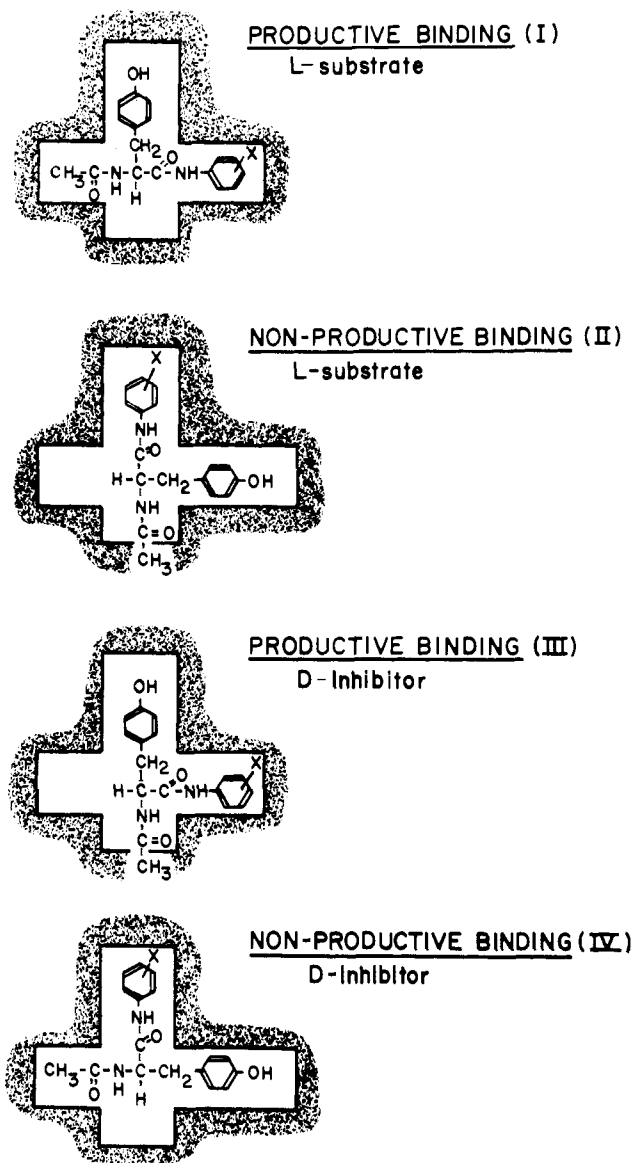 PRODUCTIVE BINDING (I)
L-substrate
OH
CH2
O
X
CH3-C-N-C-C-NH-
O H H
NON-PRODUCTIVE BINDING (II)
L-substrate
X
NH
C=O
H-C-CH2-OH
NH
C=O
CH3
PRODUCTIVE BINDING (III)
D-Inhibitor
OH
CH2
O
X
H-C-C-NH-
NH
C=O
CH3
NON-PRODUCTIVE BINDING (IV)
D-Inhibitor
X
NH
C=O
CH3-C-N-C-CH2-OH
O H H